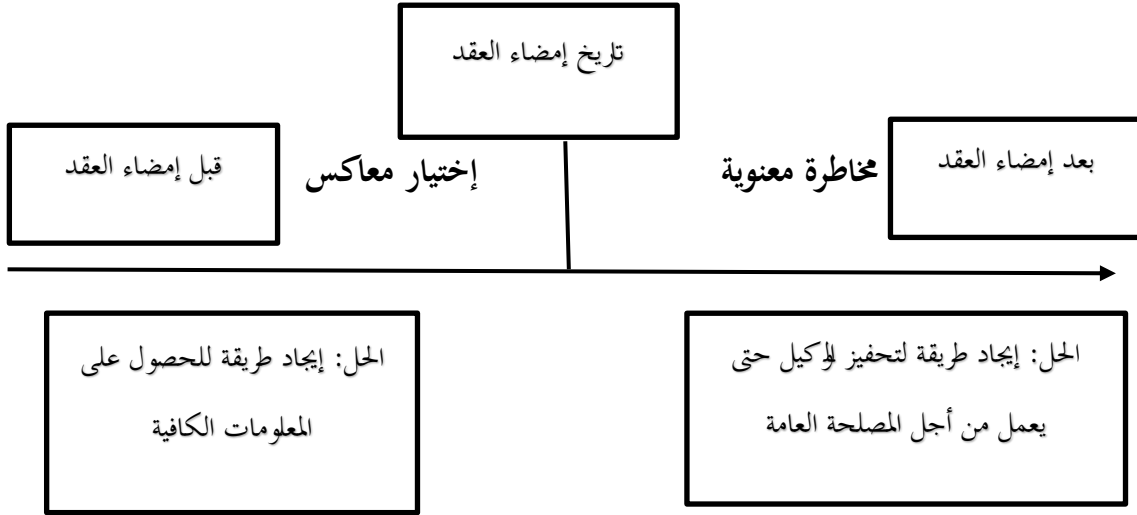 تاريخ إمضاء العقد
بعد إمضاء العقد
مخاطرة معنوية
إختيار معاكس
قبل إمضاء العقد
الحل: إيجاد طريقة لتحفيز الوكيل حتى
يعمل من أجل المصلحة العامة
الحل: إيجاد طريقة للحصول على
المعلومات الكافية